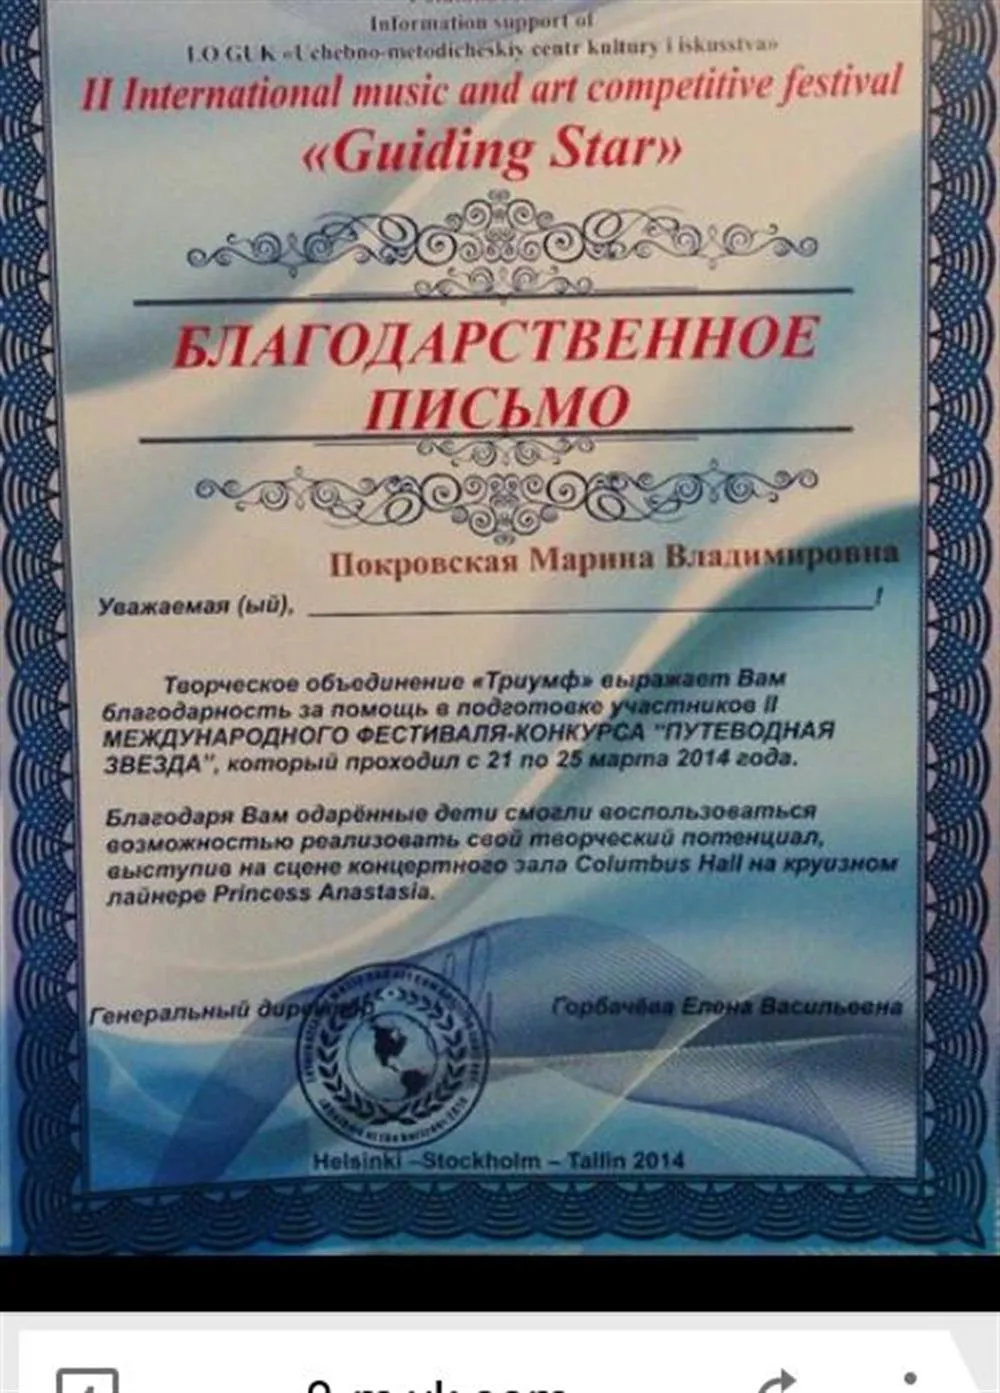 Information support of
LO GUK «Uchebno-metodicheskiy centr kultury i iskusstva»
II International music and art competitive festival
«Guiding Star»
БЛАГОДАРСТВЕННОЕ
ПИСЬМО
Покровская Марина Владимировна
Уважаемая (ый), !
Творческое объединение «Триумф» выражает Вам
благодарность за помощь в подготовке участников II
МЕЖДУНАРОДНОГО ФЕСТИВАЛЯ-КОНКУРСА "ПУТЕВОДНАЯ
ЗВЕЗДА", который проходил с 21 по 25 марта 2014 года.
Благодаря Вам одарённые дети смогли воспользоваться
возможностью реализовать свой творческий потенциал,
выступив на сцене концертного зала Columbus Hall на круизном
лайнере Princess Anastasia.
Генеральный директор Горбачёва Елена Васильевна
Helsinki –Stockholm – Tallin 2014